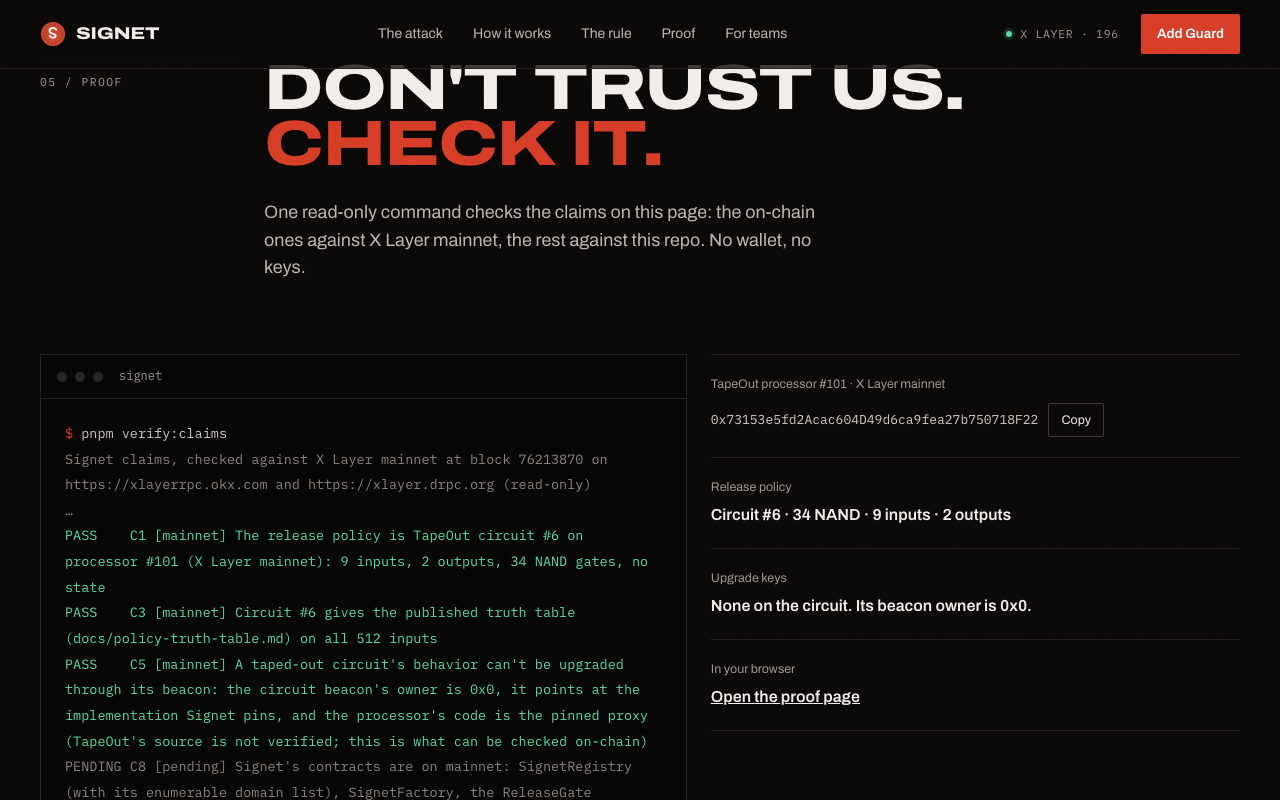 SIGNET
The attack
How it works
The rule
Proof
For teams
X LAYER · 196
Add Guard
05 / PROOF
DON'T TRUST US.
CHECK IT.
One read-only command checks the claims on this page: the on-chain
ones against X Layer mainnet, the rest against this repo. No wallet, no
keys.
signet
$ pnpm verify:claims
Signet claims, checked against X Layer mainnet at block 76213870 on
https://xlayerrpc.okx.com and https://xlayer.drpc.org (read-only)
…
PASS C1 [mainnet] The release policy is TapeOut circuit #6 on
processor #101 (X Layer mainnet): 9 inputs, 2 outputs, 34 NAND gates, no
state
PASS C3 [mainnet] Circuit #6 gives the published truth table
(docs/policy-truth-table.md) on all 512 inputs
PASS C5 [mainnet] A taped-out circuit's behavior can't be upgraded
through its beacon: the circuit beacon's owner is 0x0, it points at the
implementation Signet pins, and the processor's code is the pinned proxy
(TapeOut's source is not verified; this is what can be checked on-chain)
PENDING C8 [pending] Signet's contracts are on mainnet: SignetRegistry
(with its enumerable domain list), SignetFactory, the ReleaseGate
TapeOut processor #101 · X Layer mainnet
0x73153e5fd2Acac604D49d6ca9fea27b750718F22
Copy
Release policy
Circuit #6 · 34 NAND · 9 inputs · 2 outputs
Upgrade keys
None on the circuit. Its beacon owner is 0x0.
In your browser
Open the proof page